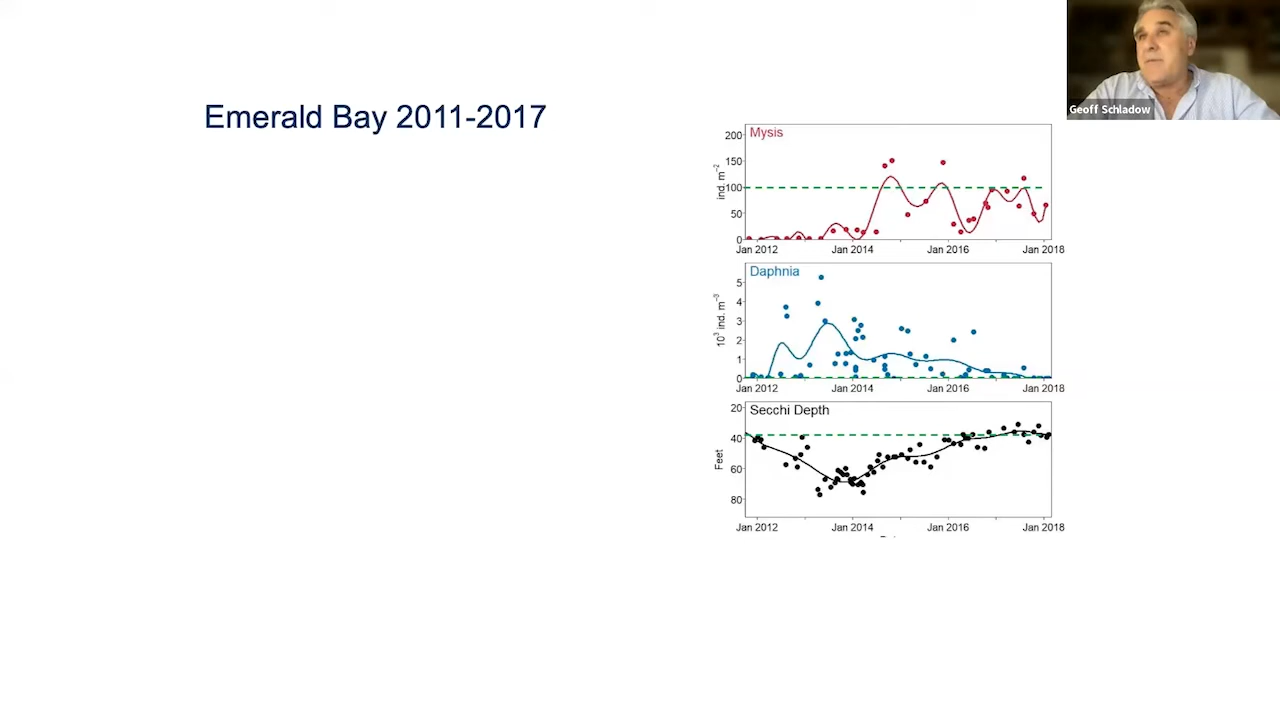 Geoff Schladow
Emerald Bay 2011-2017
Mysis
200
150
100
50
0
ind. m⁻²
Jan 2012 Jan 2014 Jan 2016 Jan 2018
Daphnia
5
4
3
2
1
0
10³ ind. m⁻³
Jan 2012 Jan 2014 Jan 2016 Jan 2018
Secchi Depth
20
40
60
80
Feet
Jan 2012 Jan 2014 Jan 2016 Jan 2018